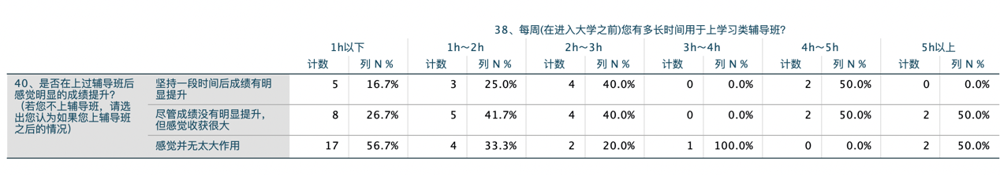 38、每周(在进入大学之前)您有多长时间用于上学习类辅导班?
1h以下 1h～2h 2h～3h 3h～4h 4h～5h 5h以上
计数 列 N % 计数 列 N % 计数 列 N % 计数 列 N % 计数 列 N % 计数 列 N %
40、是否在上过辅导班后
感觉明显的成绩提升?
（若您不上辅导班，请选
出您认为如果您上辅导班
之后的情况）
坚持一段时间后成绩有明
显提升
5 16.7% 3 25.0% 4 40.0% 0 0.0% 2 50.0% 0 0.0%
尽管成绩没有明显提升，
但感觉收获很大
8 26.7% 5 41.7% 4 40.0% 0 0.0% 2 50.0% 2 50.0%
感觉并无太大作用 17 56.7% 4 33.3% 2 20.0% 1 100.0% 0 0.0% 2 50.0%